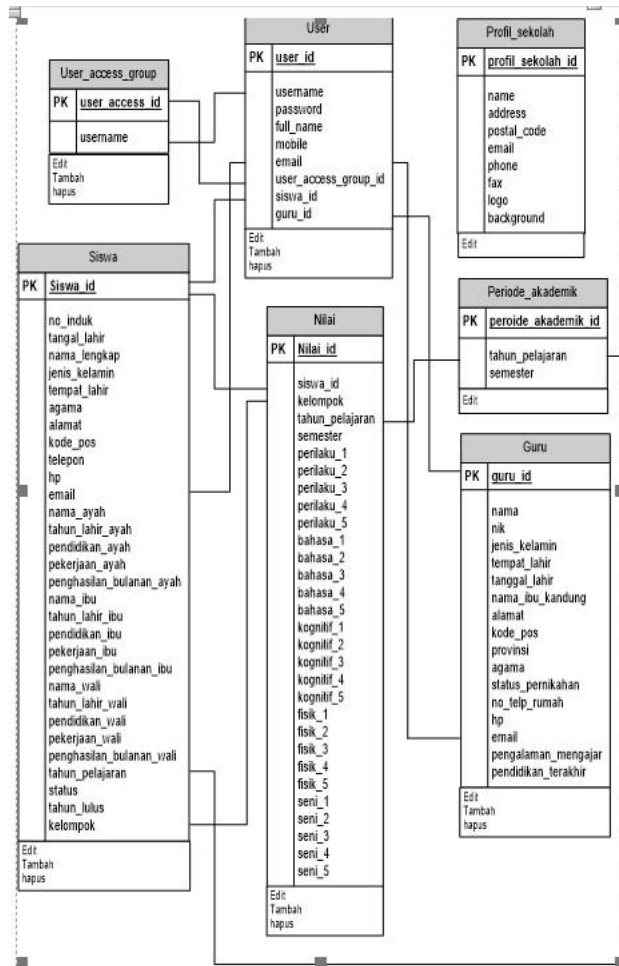 User_access_group
PK user_access_id
username
Edit
Tambah
hapus
User
PK user_id
username
password
full_name
mobile
email
user_access_group_id
siswa_id
guru_id
Edit
Tambah
hapus
Profil_sekolah
PK profil_sekolah_id
name
address
postal_code
email
phone
fax
logo
background
Edit
Siswa
PK Siswa_id
no_induk
tangal_lahir
nama_lengkap
jenis_kelamin
tempat_lahir
agama
alamat
kode_pos
telepon
hp
email
nama_ayah
tahun_lahir_ayah
pendidikan_ayah
pekerjaan_ayah
penghasilan_bulanan_ayah
nama_ibu
tahun_lahir_ibu
pendidikan_ibu
pekerjaan_ibu
penghasilan_bulanan_ibu
nama_wali
tahun_lahir_wali
pendidikan_wali
pekerjaan_wali
penghasilan_bulanan_wali
tahun_pelajaran
status
tahun_lulus
kelompok
Edit
Tambah
hapus
Nilai
PK Nilai_id
siswa_id
kelompok
tahun_pelajaran
semester
perilaku_1
perilaku_2
perilaku_3
perilaku_4
perilaku_5
bahasa_1
bahasa_2
bahasa_3
bahasa_4
bahasa_5
kognitif_1
kognitif_2
kognitif_3
kognitif_4
kognitif_5
fisik_1
fisik_2
fisik_3
fisik_4
fisik_5
seni_1
seni_2
seni_3
seni_4
seni_5
Edit
Tambah
hapus
Periode_akademik
PK peroide_akademik_id
tahun_pelajaran
semester
Edit
Guru
PK guru_id
nama
nik
jenis_kelamin
tempat_lahir
tanggal_lahir
nama_ibu_kandung
alamat
kode_pos
provinsi
agama
status_pernikahan
no_telp_rumah
hp
email
pengalaman_mengajar
pendidikan_terakhir
Edit
Tambah
hapus